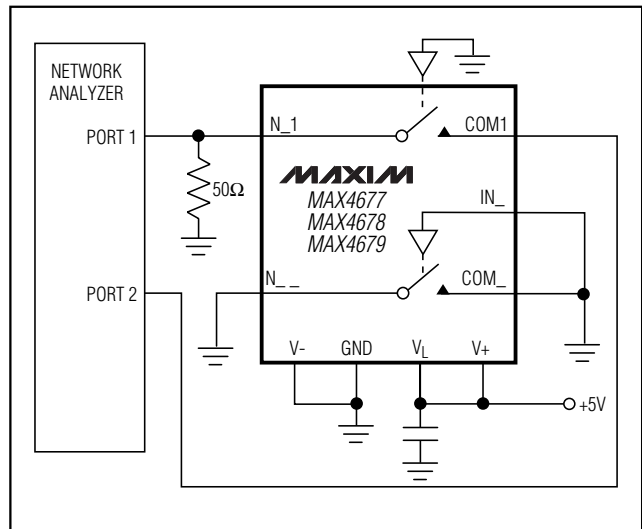 NETWORK
ANALYZER
PORT 1
N_1
COM1
50Ω
MAXIM
MAX4677
MAX4678
MAX4679
IN_
PORT 2
N_ _
COM_
V-
GND
VL
V+
+5V